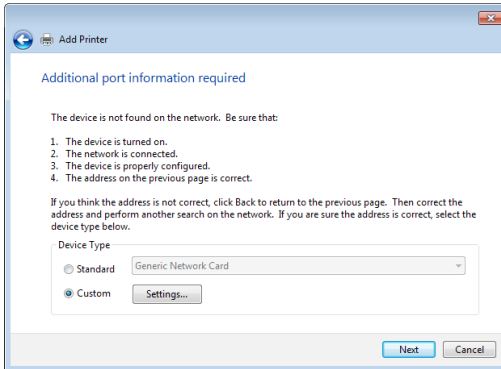 Add Printer
Additional port information required
The device is not found on the network. Be sure that:
1. The device is turned on.
2. The network is connected.
3. The device is properly configured.
4. The address on the previous page is correct.
If you think the address is not correct, click Back to return to the previous page. Then correct the
address and perform another search on the network. If you are sure the address is correct, select the
device type below.
Device Type
Standard
Generic Network Card
Custom
Settings...
Next
Cancel